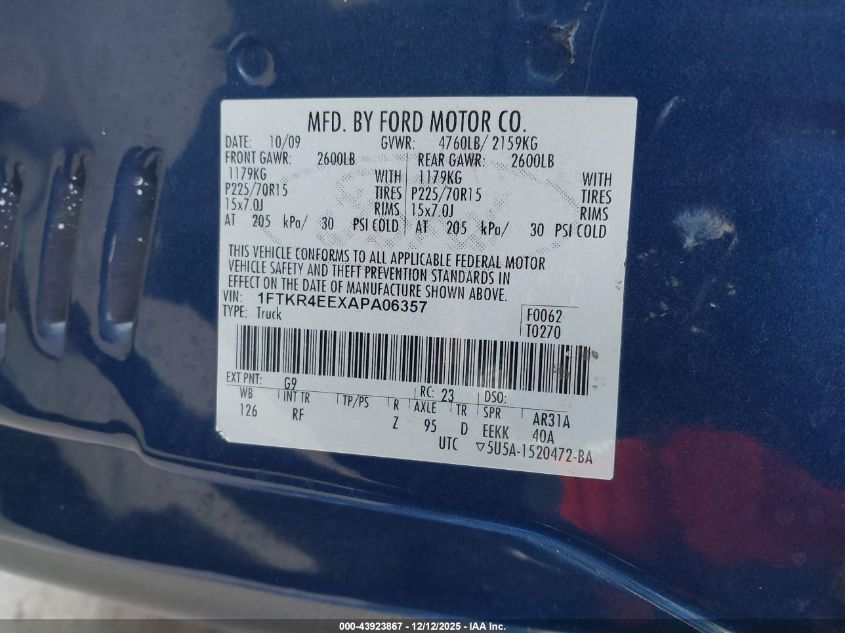 MFD. BY FORD MOTOR CO.
DATE: 10/09 GVWR: 4760LB/ 2159KG
FRONT GAWR: 2600LB REAR GAWR: 2600LB
1179KG WITH 1179KG WITH
P225/70R15 TIRES P225/70R15 TIRES
15x7.0J RIMS 15x7.0J RIMS
AT 205 kPa/ 30 PSI COLD AT 205 kPa/ 30 PSI COLD
THIS VEHICLE CONFORMS TO ALL APPLICABLE FEDERAL MOTOR
VEHICLE SAFETY AND THEFT PREVENTION STANDARDS IN
EFFECT ON THE DATE OF MANUFACTURE SHOWN ABOVE.
VIN: 1FTKR4EEXAPA06357 F0062
TYPE: Truck T0270
EXT PNT: G9 RC: 23 DSO:
WB INT TR TP/PS R AXLE TR SPR AR31A
126 RF Z 95 D EEKK 40A
UTC ▽5U5A-1520472-BA
000-43923867 - 12/12/2025 - IAA Inc.